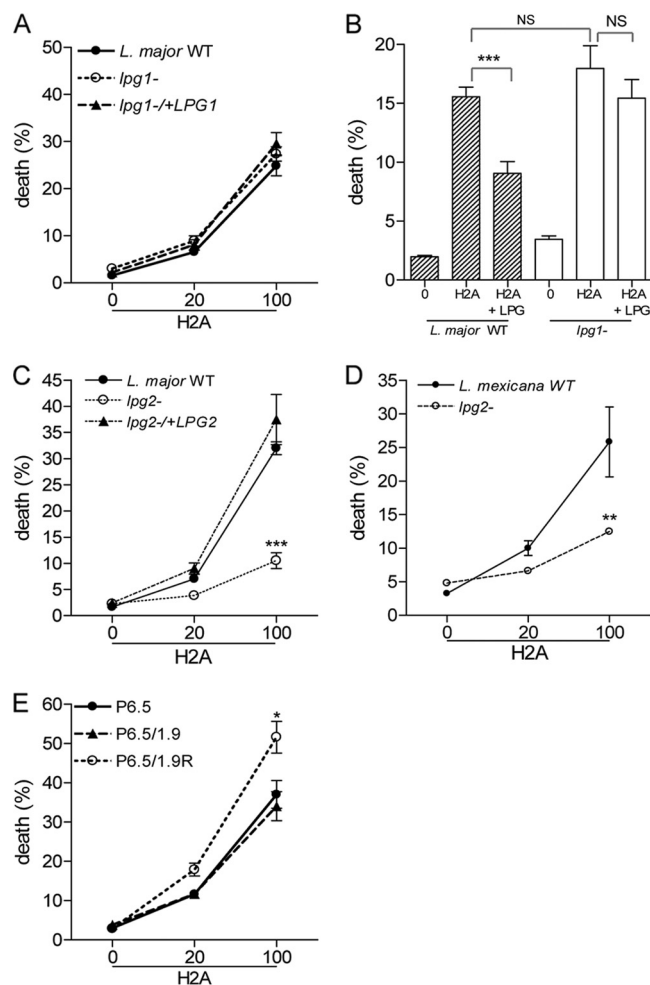 A
L. major WT
lpg1-
lpg1-/+LPG1
50
40
30
20
10
0
death (%)
0 20 100
H2A
B
NS
NS
***
20
15
10
5
0
death (%)
0 H2A H2A + LPG 0 H2A H2A + LPG
L. major WT lpg1-
C
L. major WT
lpg2-
lpg2-/+LPG2
45
40
35
30
25
20
15
10
5
0
death (%)
***
0 20 100
H2A
D
L. mexicana WT
lpg2-
35
30
25
20
15
10
5
0
death (%)
**
0 20 100
H2A
E
P6.5
P6.5/1.9
P6.5/1.9R
60
50
40
30
20
10
0
death (%)
*
0 20 100
H2A